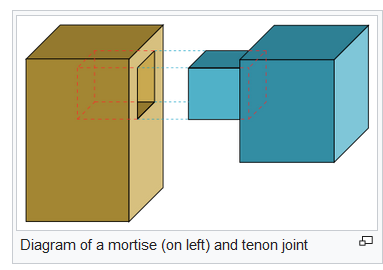 Diagram of a mortise (on left) and tenon joint